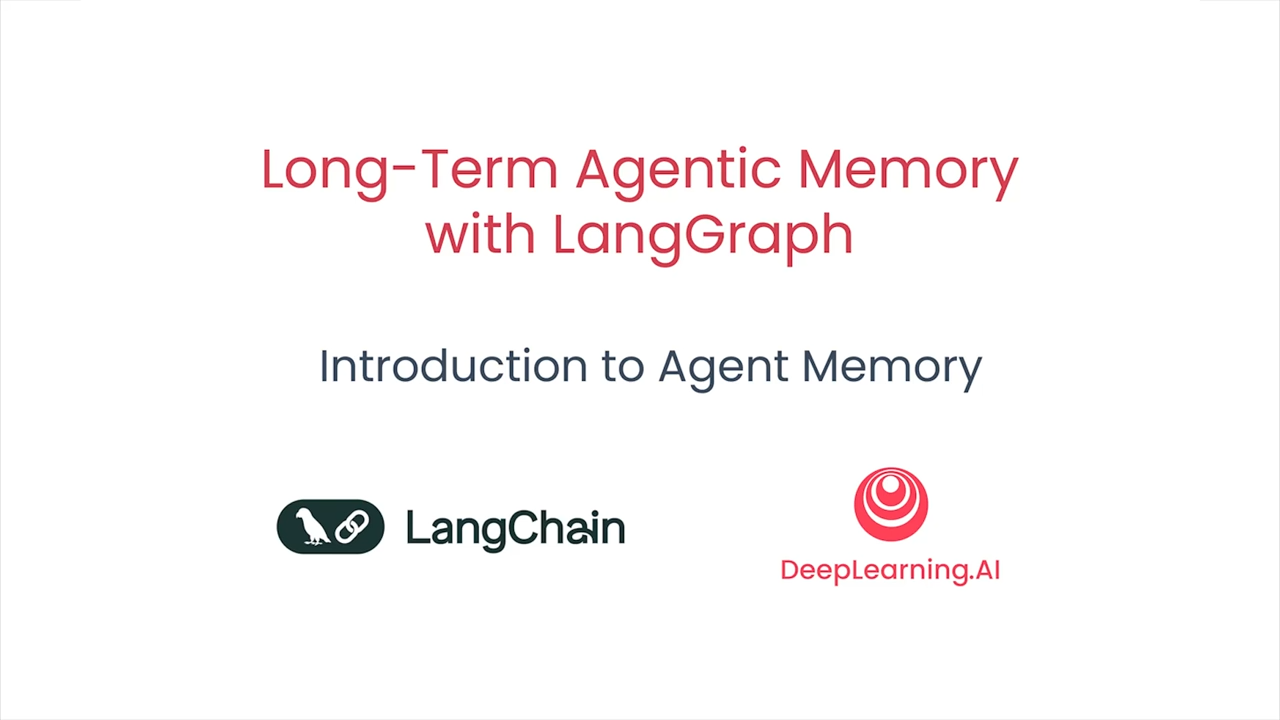 Long-Term Agentic Memory
with LangGraph
Introduction to Agent Memory
LangChain
DeepLearning.AI